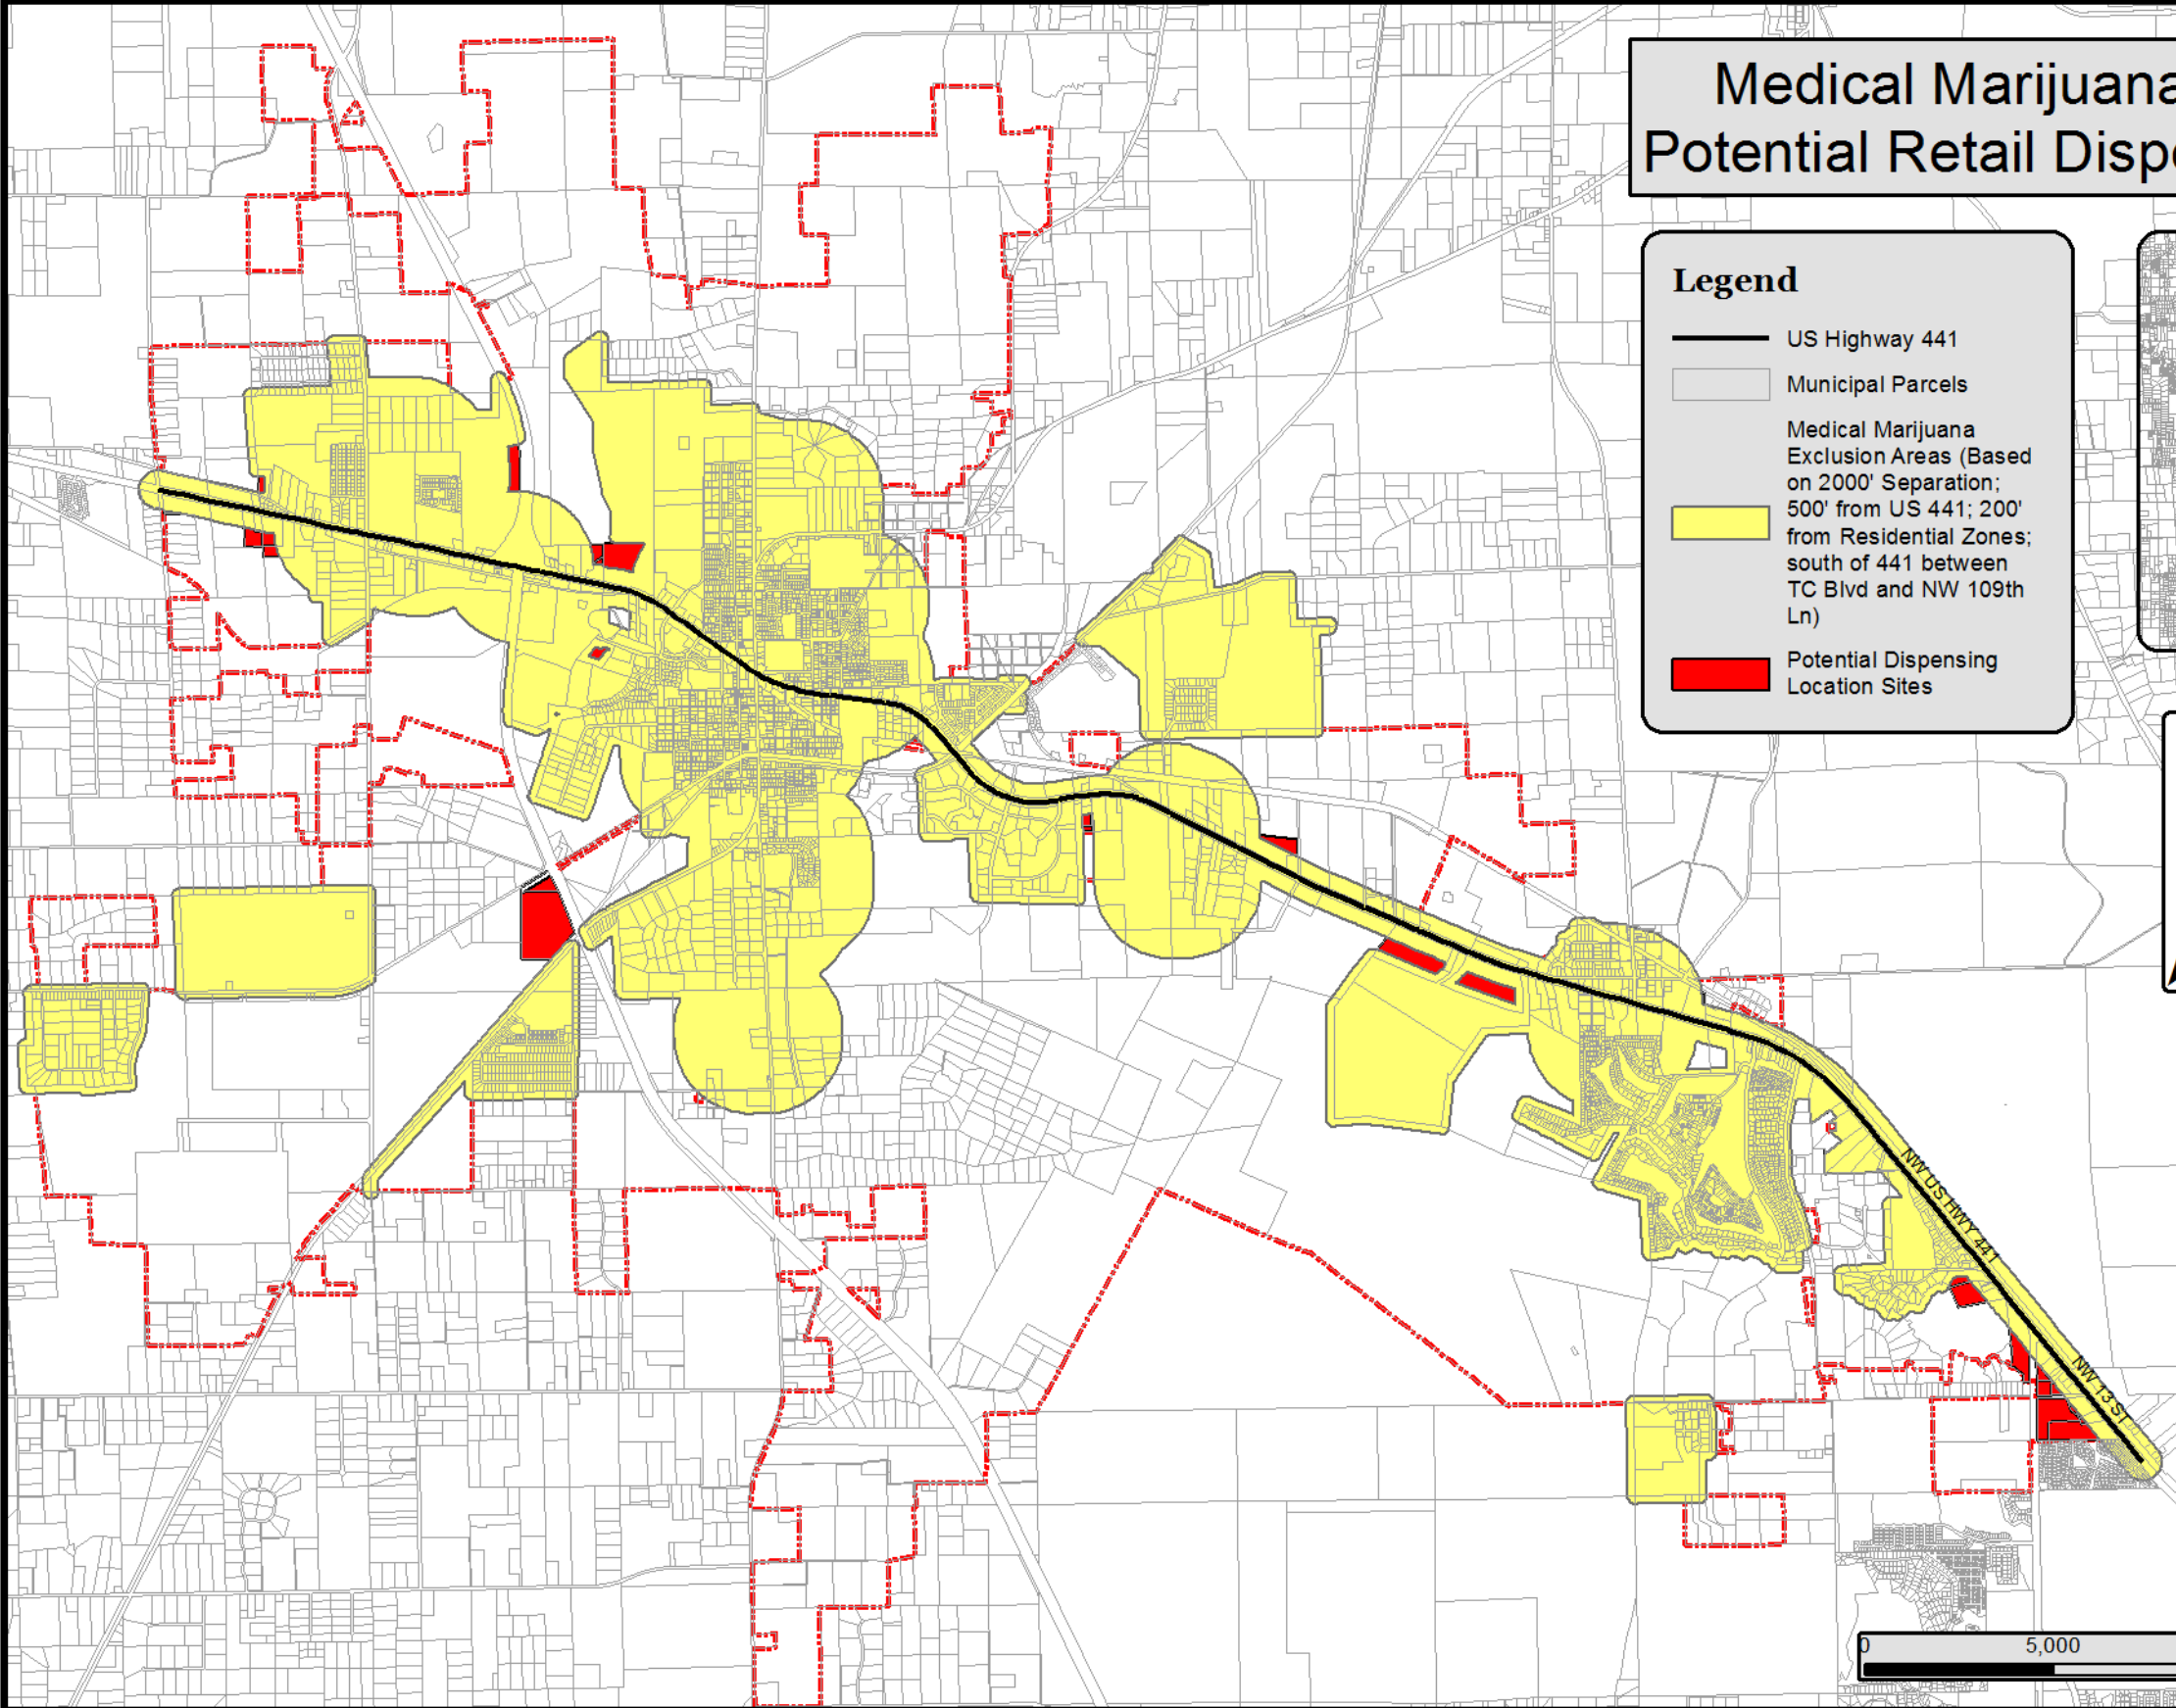 Medical Marijuana
Potential Retail Dispe
Legend
US Highway 441
Municipal Parcels
Medical Marijuana
Exclusion Areas (Based
on 2000' Separation;
500' from US 441; 200'
from Residential Zones;
south of 441 between
TC Blvd and NW 109th
Ln)
Potential Dispensing
Location Sites
NW US HWY 441
NW 13 ST
0 5,000